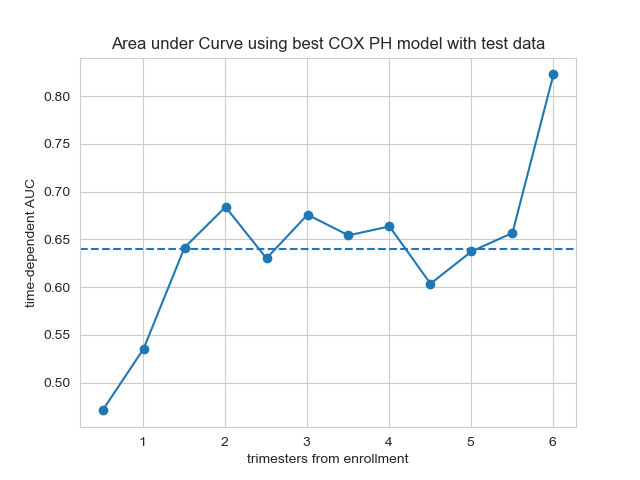 Area under Curve using best COX PH model with test data
time-dependent AUC
0.80
0.75
0.70
0.65
0.60
0.55
0.50
1 2 3 4 5 6
trimesters from enrollment